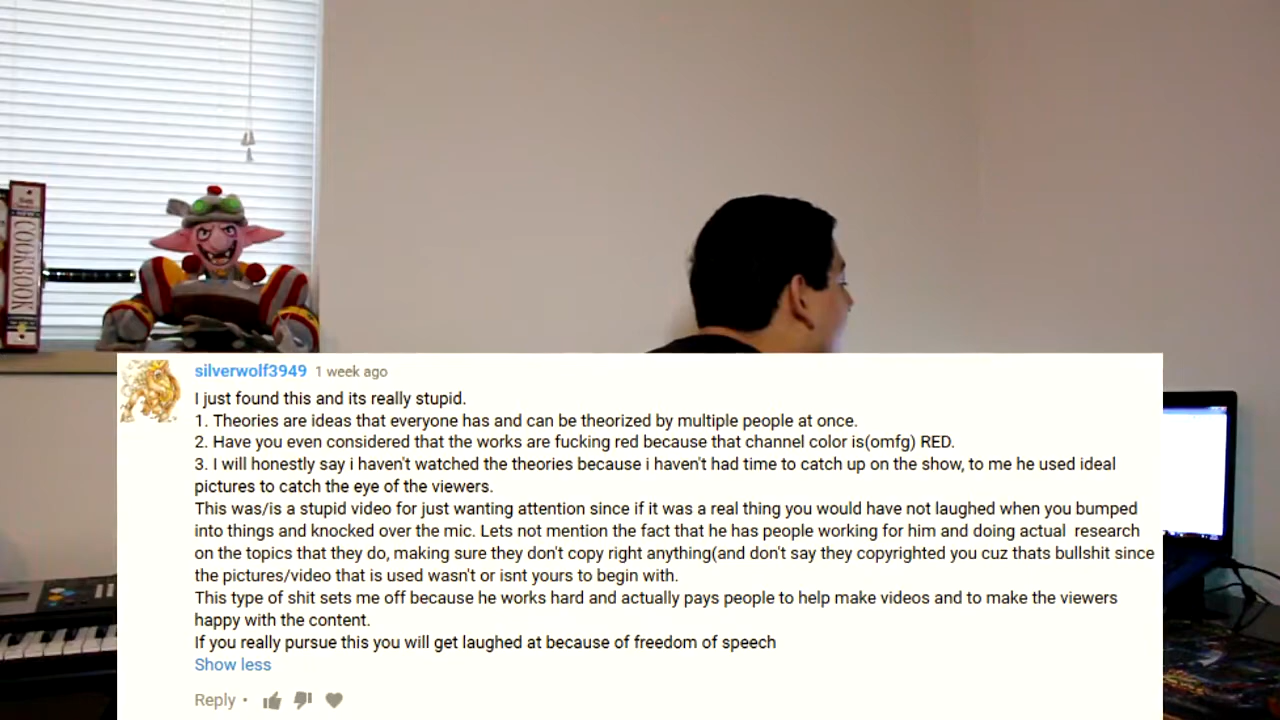 COOKBOOK
silverwolf3949 1 week ago
I just found this and its really stupid.
1. Theories are ideas that everyone has and can be theorized by multiple people at once.
2. Have you even considered that the works are fucking red because that channel color is(omfg) RED.
3. I will honestly say i haven't watched the theories because i haven't had time to catch up on the show, to me he used ideal
pictures to catch the eye of the viewers.
This was/is a stupid video for just wanting attention since if it was a real thing you would have not laughed when you bumped
into things and knocked over the mic. Lets not mention the fact that he has people working for him and doing actual research
on the topics that they do, making sure they don't copy right anything(and don't say they copyrighted you cuz thats bullshit since
the pictures/video that is used wasn't or isnt yours to begin with.
This type of shit sets me off because he works hard and actually pays people to help make videos and to make the viewers
happy with the content.
If you really pursue this you will get laughed at because of freedom of speech
Show less
Reply •